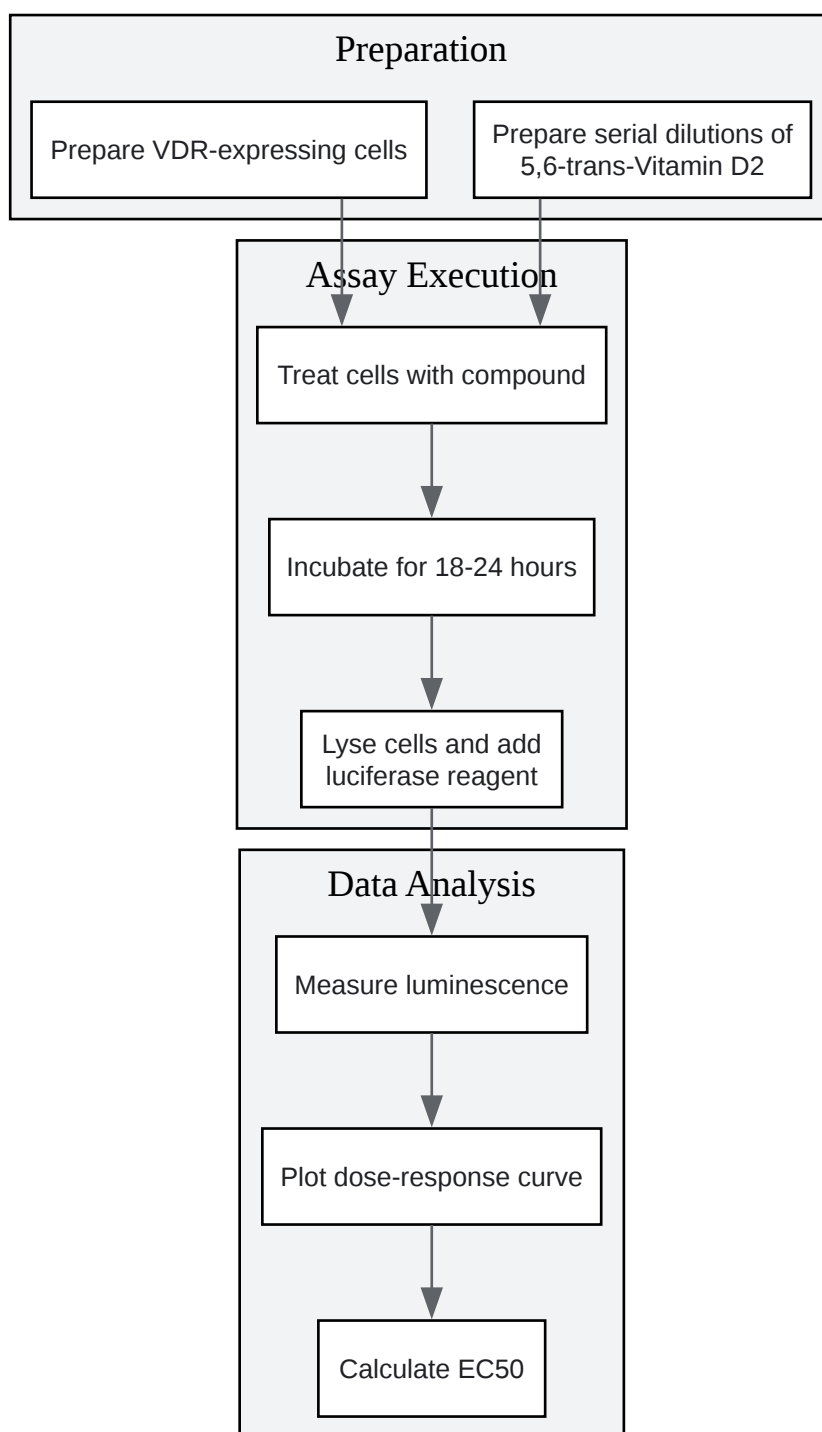 Preparation
Prepare VDR-expressing cells
Prepare serial dilutions of
5,6-trans-Vitamin D2
Assay Execution
Treat cells with compound
Incubate for 18-24 hours
Lyse cells and add
luciferase reagent
Data Analysis
Measure luminescence
Plot dose-response curve
Calculate EC50